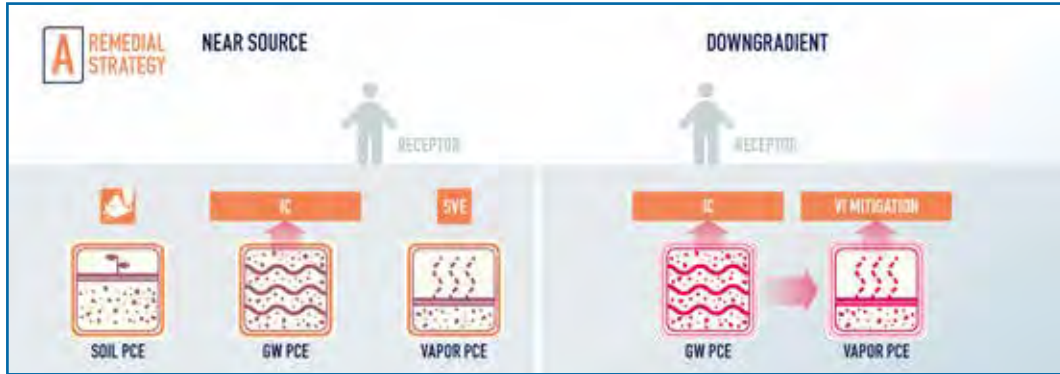 A REMEDIAL STRATEGY
NEAR SOURCE
DOWNGRADIENT
RECEPTOR
RECEPTOR
IC
SVE
IC
VI MITIGATION
SOIL PCE
GW PCE
VAPOR PCE
GW PCE
VAPOR PCE